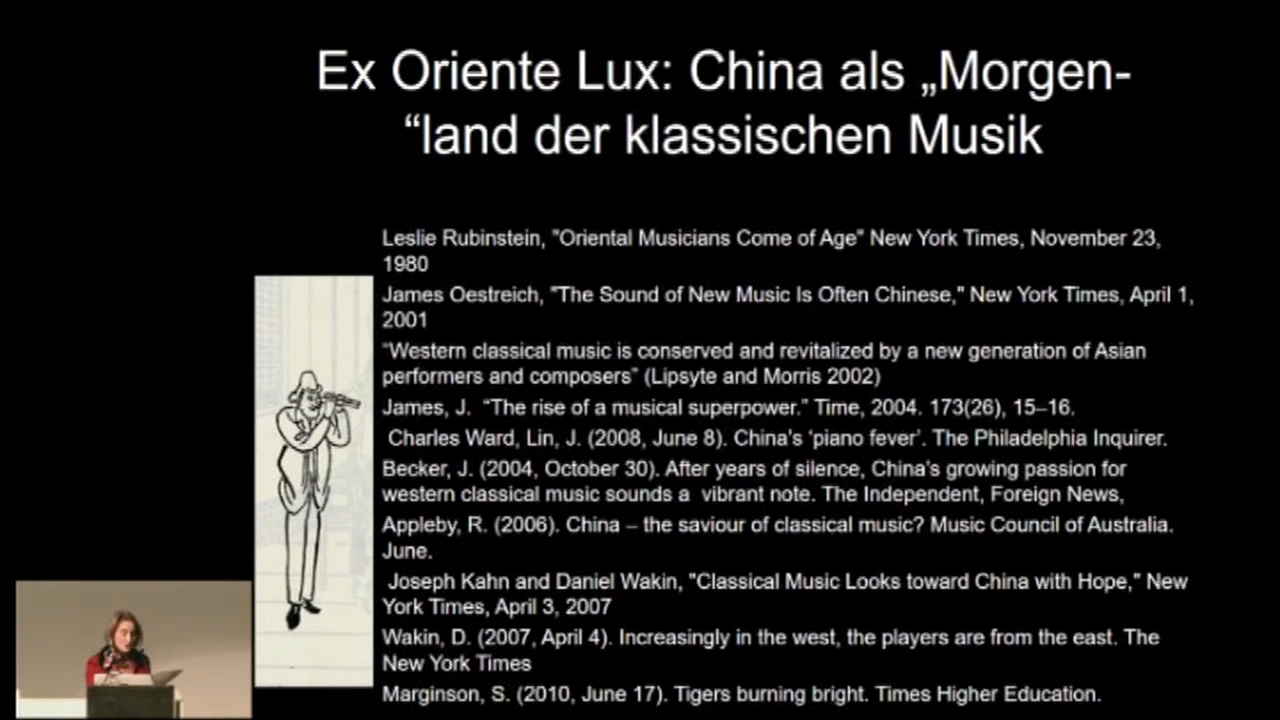 Ex Oriente Lux: China als „Morgen-
“land der klassischen Musik
Leslie Rubinstein, "Oriental Musicians Come of Age" New York Times, November 23,
1980
James Oestreich, "The Sound of New Music Is Often Chinese," New York Times, April 1,
2001
“Western classical music is conserved and revitalized by a new generation of Asian
performers and composers” (Lipsyte and Morris 2002)
James, J. “The rise of a musical superpower.” Time, 2004. 173(26), 15–16.
Charles Ward, Lin, J. (2008, June 8). China’s ‘piano fever’. The Philadelphia Inquirer.
Becker, J. (2004, October 30). After years of silence, China’s growing passion for
western classical music sounds a vibrant note. The Independent, Foreign News,
Appleby, R. (2006). China – the saviour of classical music? Music Council of Australia.
June.
Joseph Kahn and Daniel Wakin, "Classical Music Looks toward China with Hope," New
York Times, April 3, 2007
Wakin, D. (2007, April 4). Increasingly in the west, the players are from the east. The
New York Times
Marginson, S. (2010, June 17). Tigers burning bright. Times Higher Education.